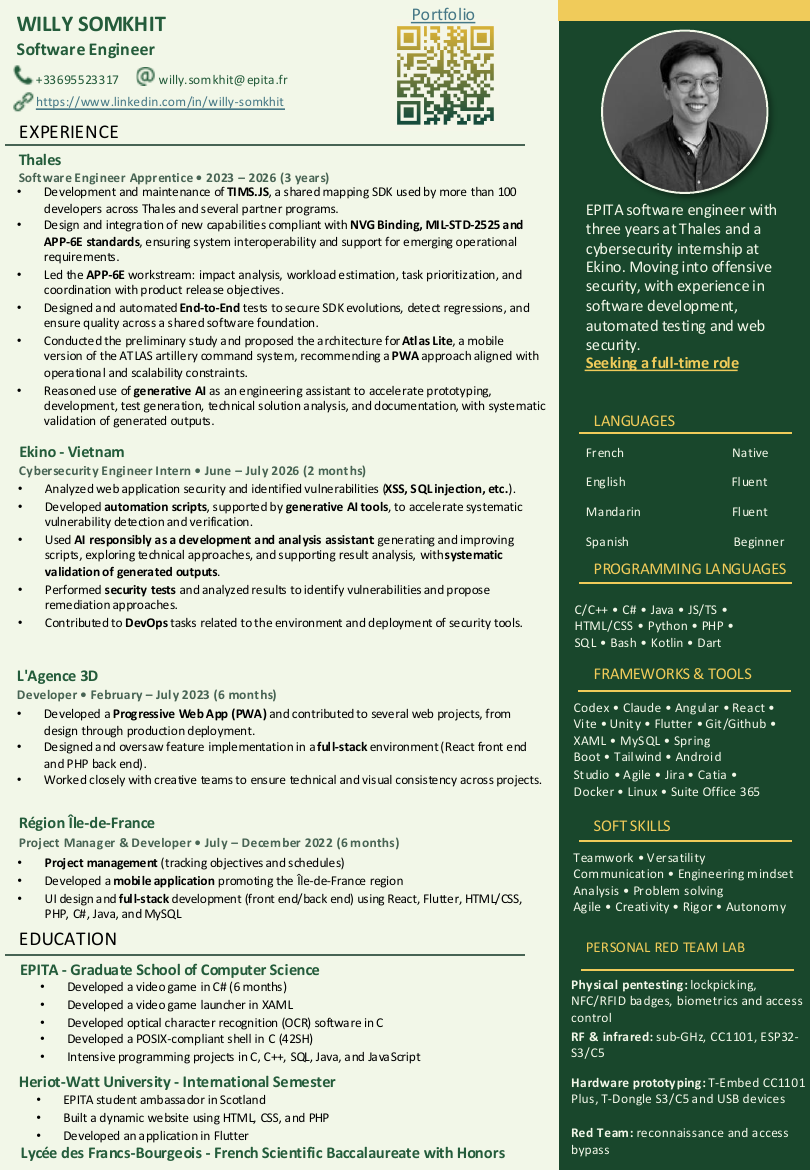 WILLY SOMKHIT
Software Engineer
+33695523317 willy.somkhit@epita.fr
https://www.linkedin.com/in/willy-somkhit
Portfolio
EXPERIENCE
Thales
Software Engineer Apprentice • 2023 – 2026 (3 years)
• Development and maintenance of TIMS.JS, a shared mapping SDK used by more than 100
developers across Thales and several partner programs.
• Design and integration of new capabilities compliant with NVG Binding, MIL-STD-2525 and
APP-6E standards, ensuring system interoperability and support for emerging operational
requirements.
• Led the APP-6E workstream: impact analysis, workload estimation, task prioritization, and
coordination with product release objectives.
• Designed and automated End-to-End tests to secure SDK evolutions, detect regressions, and
ensure quality across a shared software foundation.
• Conducted the preliminary study and proposed the architecture for Atlas Lite, a mobile
version of the ATLAS artillery command system, recommending a PWA approach aligned with
operational and scalability constraints.
• Reasoned use of generative AI as an engineering assistant to accelerate prototyping,
development, test generation, technical solution analysis, and documentation, with systematic
validation of generated outputs.
Ekino - Vietnam
Cybersecurity Engineer Intern • June – July 2026 (2 months)
• Analyzed web application security and identified vulnerabilities (XSS, SQL injection, etc.).
• Developed automation scripts, supported by generative AI tools, to accelerate systematic
vulnerability detection and verification.
• Used AI responsibly as a development and analysis assistant: generating and improving
scripts, exploring technical approaches, and supporting result analysis, with systematic
validation of generated outputs.
• Performed security tests and analyzed results to identify vulnerabilities and propose
remediation approaches.
• Contributed to DevOps tasks related to the environment and deployment of security tools.
L'Agence 3D
Developer • February – July 2023 (6 months)
• Developed a Progressive Web App (PWA) and contributed to several web projects, from
design through production deployment.
• Designed and oversaw feature implementation in a full-stack environment (React front end
and PHP back end).
• Worked closely with creative teams to ensure technical and visual consistency across projects.
Région Île-de-France
Project Manager & Developer • July – December 2022 (6 months)
• Project management (tracking objectives and schedules)
• Developed a mobile application promoting the Île-de-France region
• UI design and full-stack development (front end/back end) using React, Flutter, HTML/CSS,
PHP, C#, Java, and MySQL
EDUCATION
EPITA - Graduate School of Computer Science
• Developed a video game in C# (6 months)
• Developed a video game launcher in XAML
• Developed optical character recognition (OCR) software in C
• Developed a POSIX-compliant shell in C (42SH)
• Intensive programming projects in C, C++, SQL, Java, and JavaScript
Heriot-Watt University - International Semester
• EPITA student ambassador in Scotland
• Built a dynamic website using HTML, CSS, and PHP
• Developed an application in Flutter
Lycée des Francs-Bourgeois - French Scientific Baccalaureate with Honors
EPITA software engineer with
three years at Thales and a
cybersecurity internship at
Ekino. Moving into offensive
security, with experience in
software development,
automated testing and web
security.
Seeking a full-time role
LANGUAGES
French Native
English Fluent
Mandarin Fluent
Spanish Beginner
PROGRAMMING LANGUAGES
C/C++ • C# • Java • JS/TS •
HTML/CSS • Python • PHP •
SQL • Bash • Kotlin • Dart
FRAMEWORKS & TOOLS
Codex • Claude • Angular • React •
Vite • Unity • Flutter • Git/Github •
XAML • MySQL • Spring
Boot • Tailwind • Android
Studio • Agile • Jira • Catia •
Docker • Linux • Suite Office 365
SOFT SKILLS
Teamwork • Versatility
Communication • Engineering mindset
Analysis • Problem solving
Agile • Creativity • Rigor • Autonomy
PERSONAL RED TEAM LAB
Physical pentesting: lockpicking,
NFC/RFID badges, biometrics and access
control
RF & infrared: sub-GHz, CC1101, ESP32-
S3/C5
Hardware prototyping: T-Embed CC1101
Plus, T-Dongle S3/C5 and USB devices
Red Team: reconnaissance and access
bypass